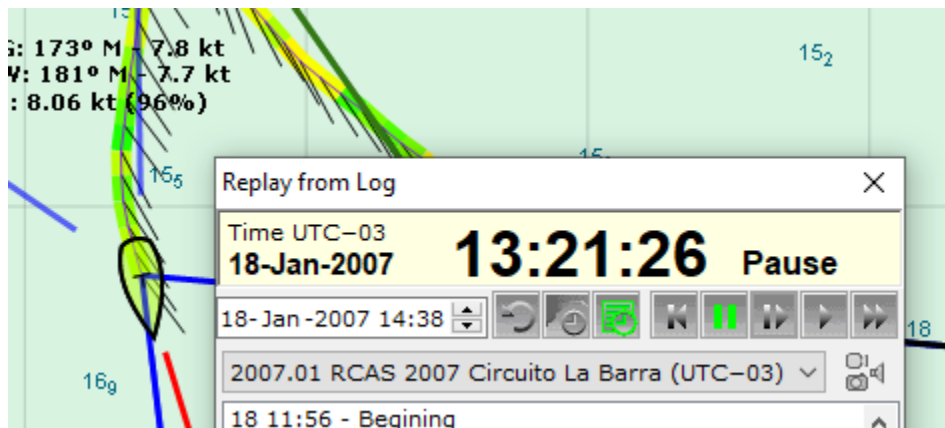 15
G: 173º M - 7.8 kt
W: 181º M - 7.7 kt
: 8.06 kt (96%)
15₂
15₅
Replay from Log
Time UTC−03
18-Jan-2007
13:21:26
Pause
18-Jan-2007 14:38
18
2007.01 RCAS 2007 Circuito La Barra (UTC−03)
16₉
18 11:56 - Begining